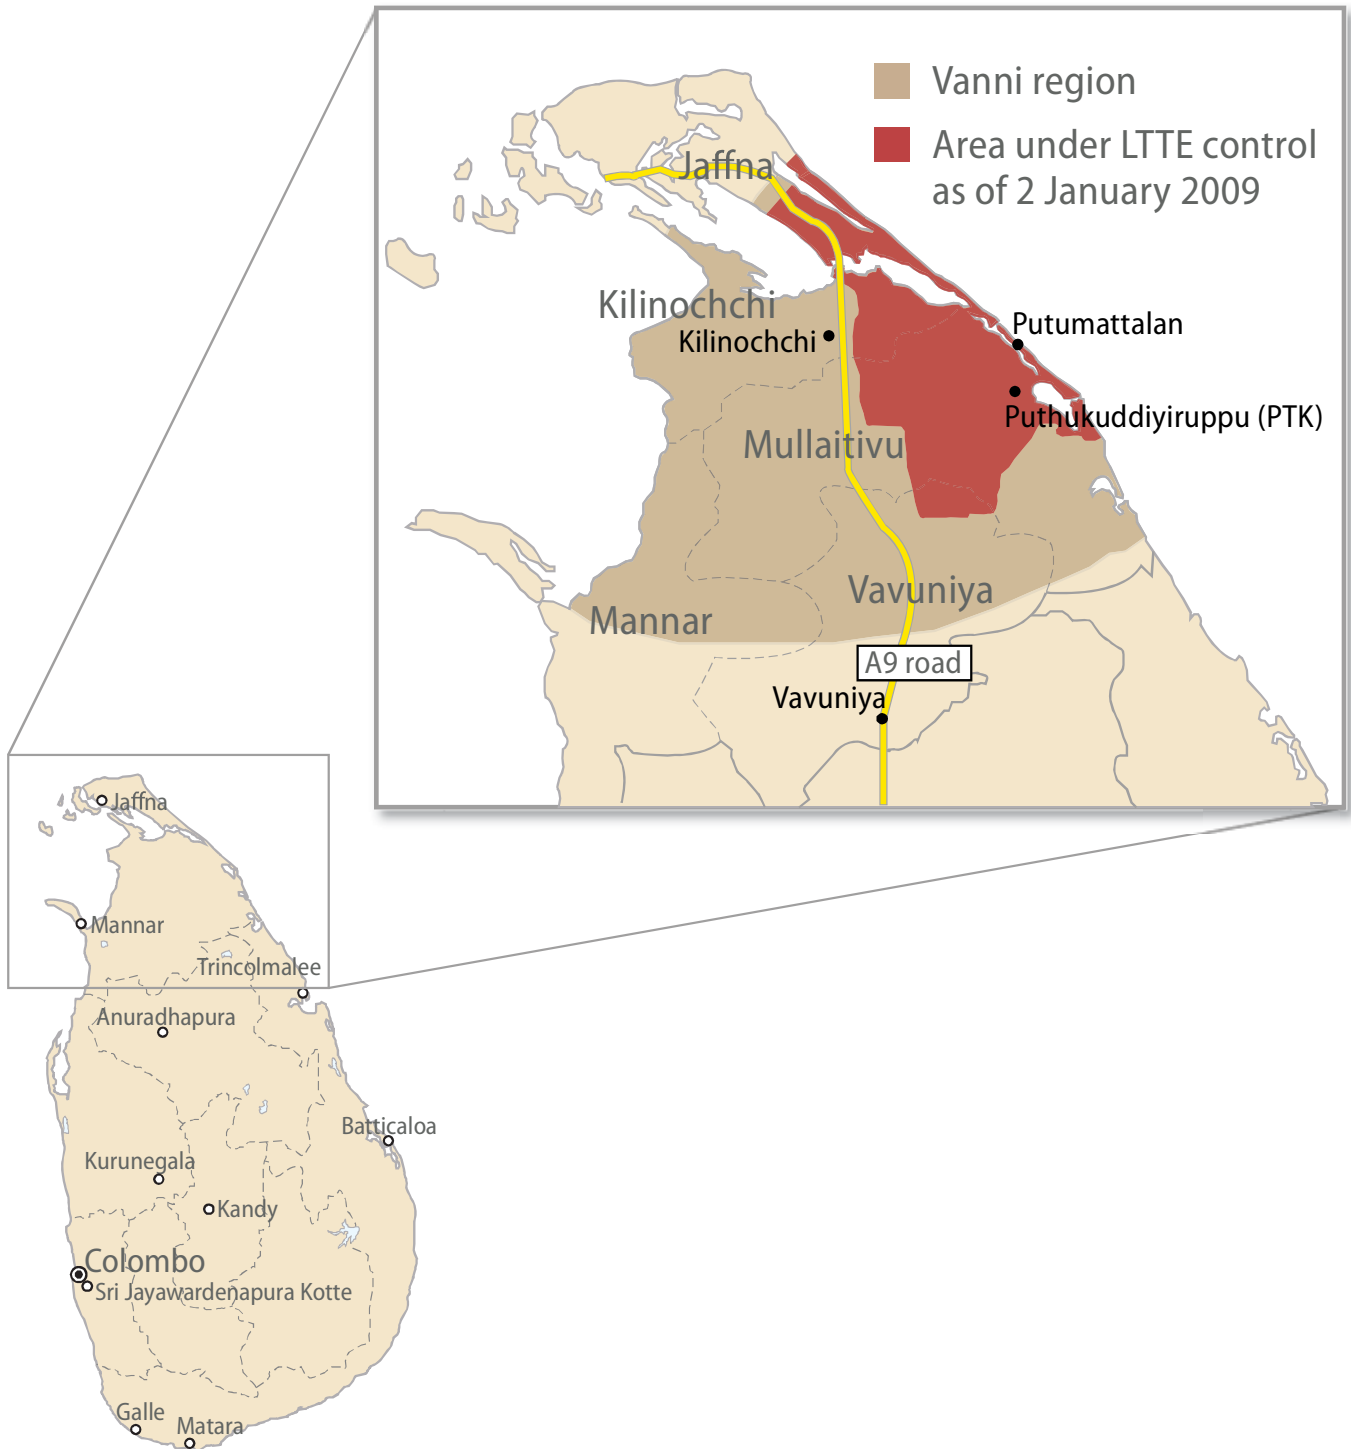 Vanni region
Area under LTTE control
as of 2 January 2009
Jaffna
Kilinochchi
Kilinochchi
Putumattalan
Puthukuddiyiruppu (PTK)
Mullaitivu
Vavuniya
Mannar
A9 road
Vavuniya
Jaffna
Mannar
Trincolmalee
Anuradhapura
Batticaloa
Kurunegala
Kandy
Colombo
Sri Jayawardenapura Kotte
Galle
Matara